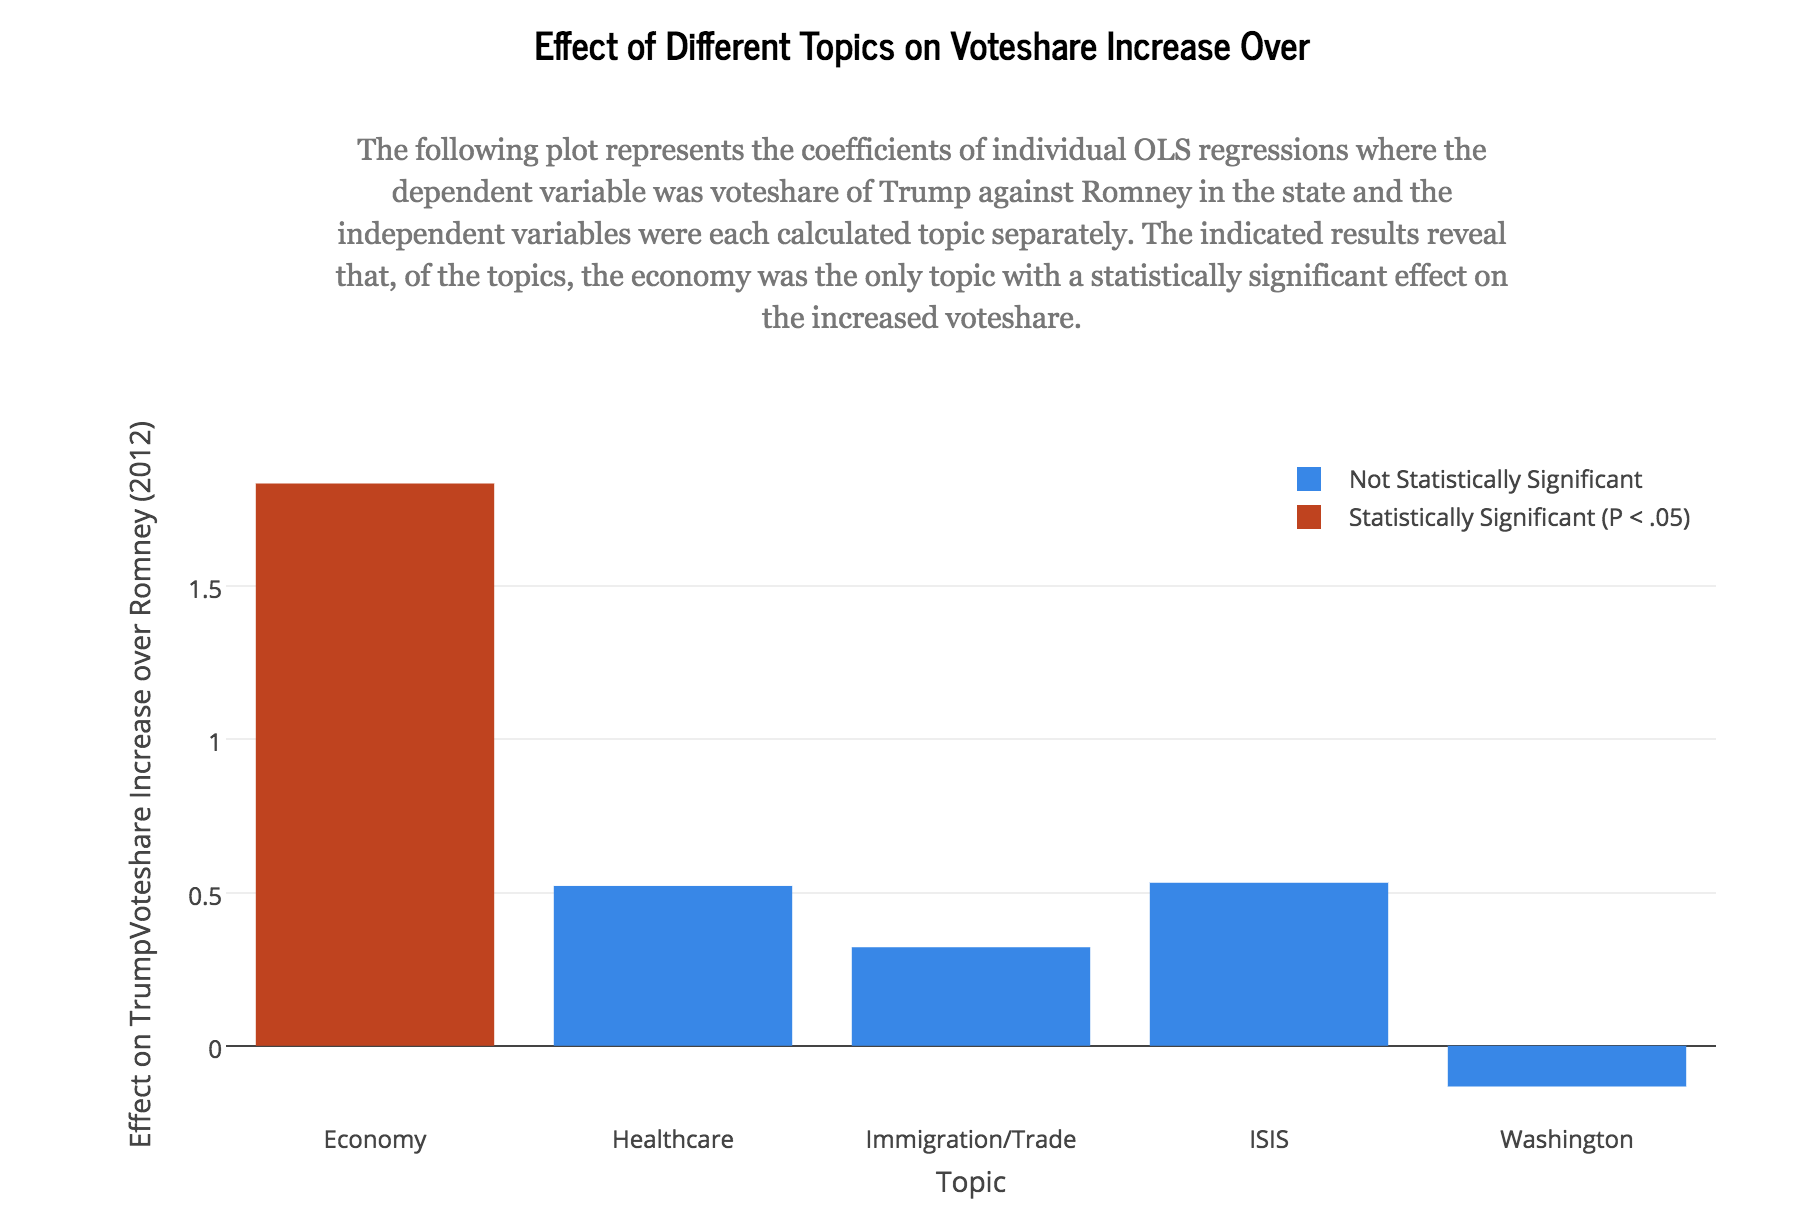 Effect of Different Topics on Voteshare Increase Over
The following plot represents the coefficients of individual OLS regressions where the
dependent variable was voteshare of Trump against Romney in the state and the
independent variables were each calculated topic separately. The indicated results reveal
that, of the topics, the economy was the only topic with a statistically significant effect on
the increased voteshare.
Effect on TrumpVoteshare Increase over Romney (2012)
Not Statistically Significant
Statistically Significant (P < .05)
1.5
1
0.5
0
Economy
Healthcare
Immigration/Trade
ISIS
Washington
Topic